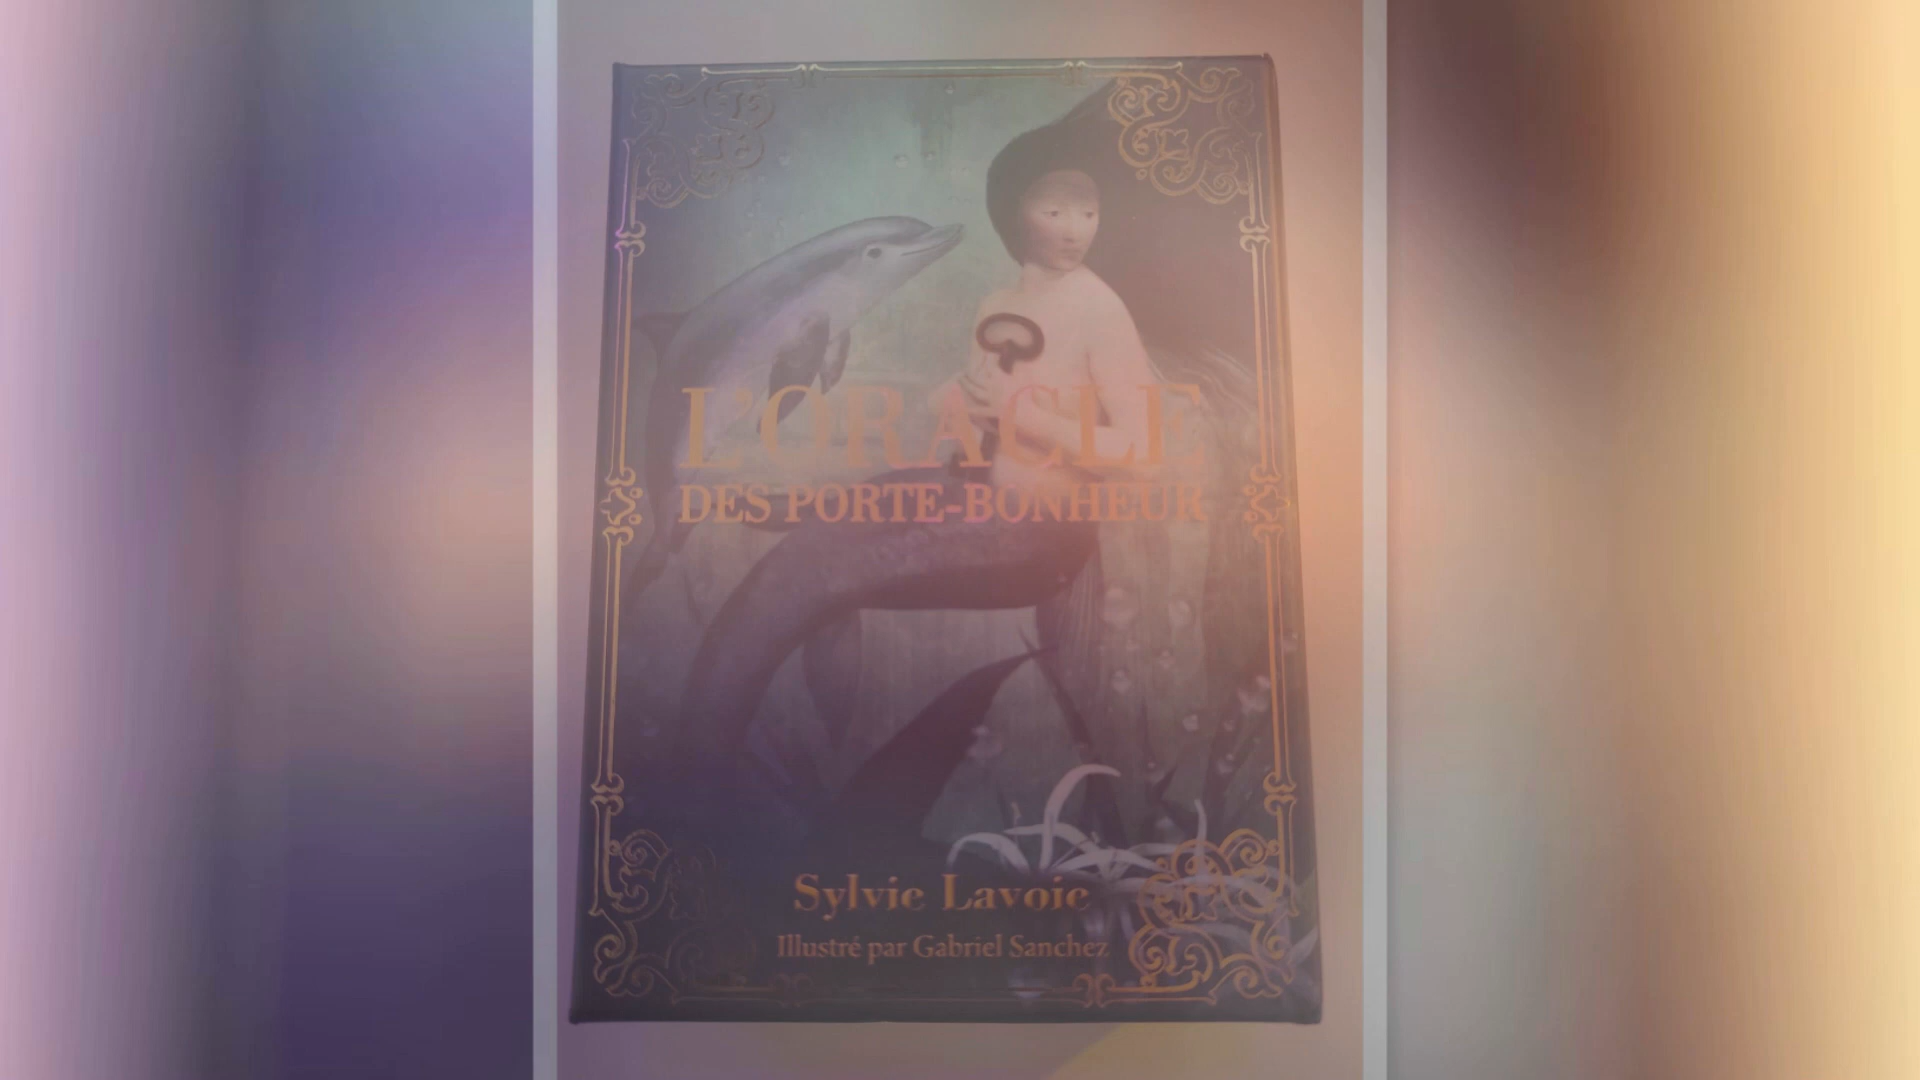 L'ORACLE
DES PORTE-BONHEUR
Sylvie Lavoie
Illustré par Gabriel Sanchez